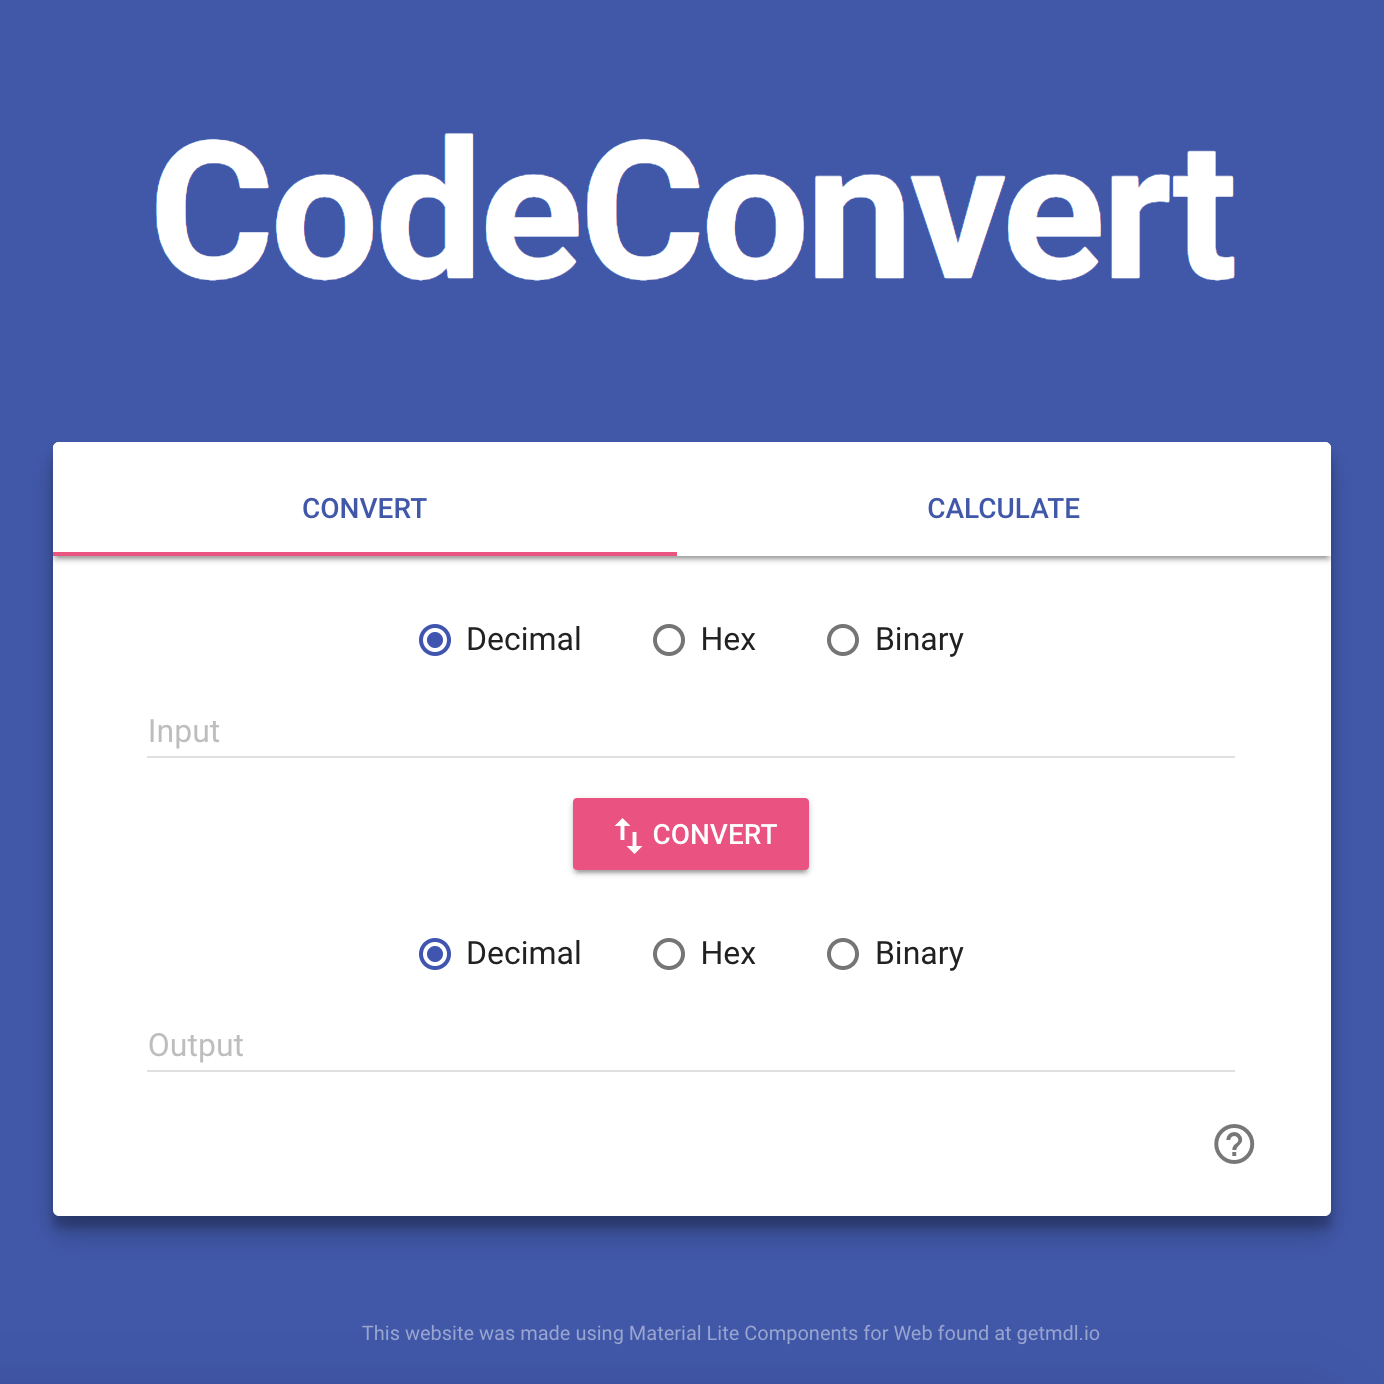 CodeConvert
CONVERT CALCULATE
Decimal Hex Binary
Input
CONVERT
Decimal Hex Binary
Output
?
This website was made using Material Lite Components for Web found at getmdl.io